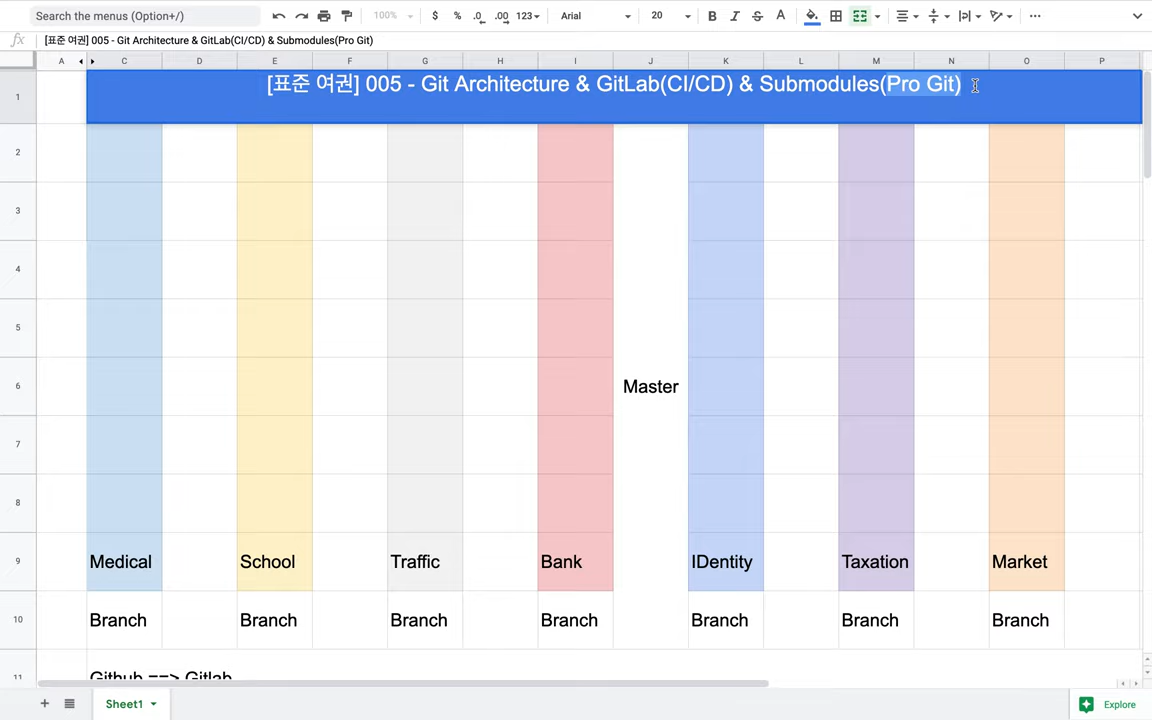 Search the menus (Option+/)
100%
$ % .0 .00 123 Arial 20 B I S A
fx [표준 여권] 005 - Git Architecture & GitLab(CI/CD) & Submodules(Pro Git)
A C D E F G H I J K L M N O P
1 [표준 여권] 005 - Git Architecture & GitLab(CI/CD) & Submodules(Pro Git)
2
3
4
5
6 Master
7
8
9 Medical School Traffic Bank IDentity Taxation Market
10 Branch Branch Branch Branch Branch Branch Branch
11 Github ==> Gitlab
Sheet1
Explore